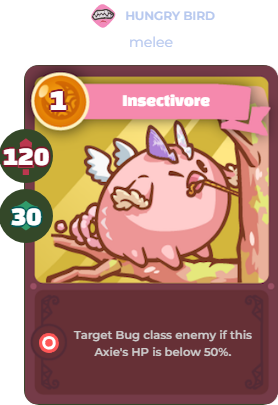 HUNGRY BIRD
melee
1
Insectivore
120
30
Target Bug class enemy if this
Axie's HP is below 50%.